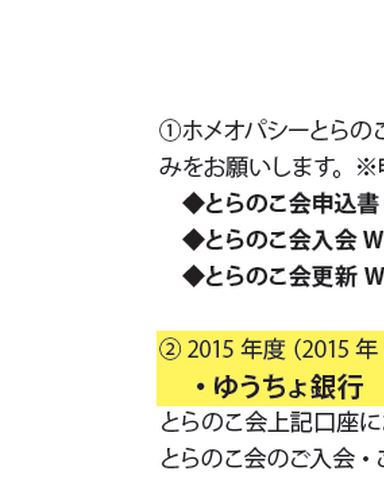 ①ホメオパシーとらのこ
みをお願いします。※申
◆とらのこ会申込書
◆とらのこ会入会 W
◆とらのこ会更新 W
② 2015 年度（2015 年
・ゆうちょ銀行
とらのこ会上記口座に
とらのこ会のご入会・ご